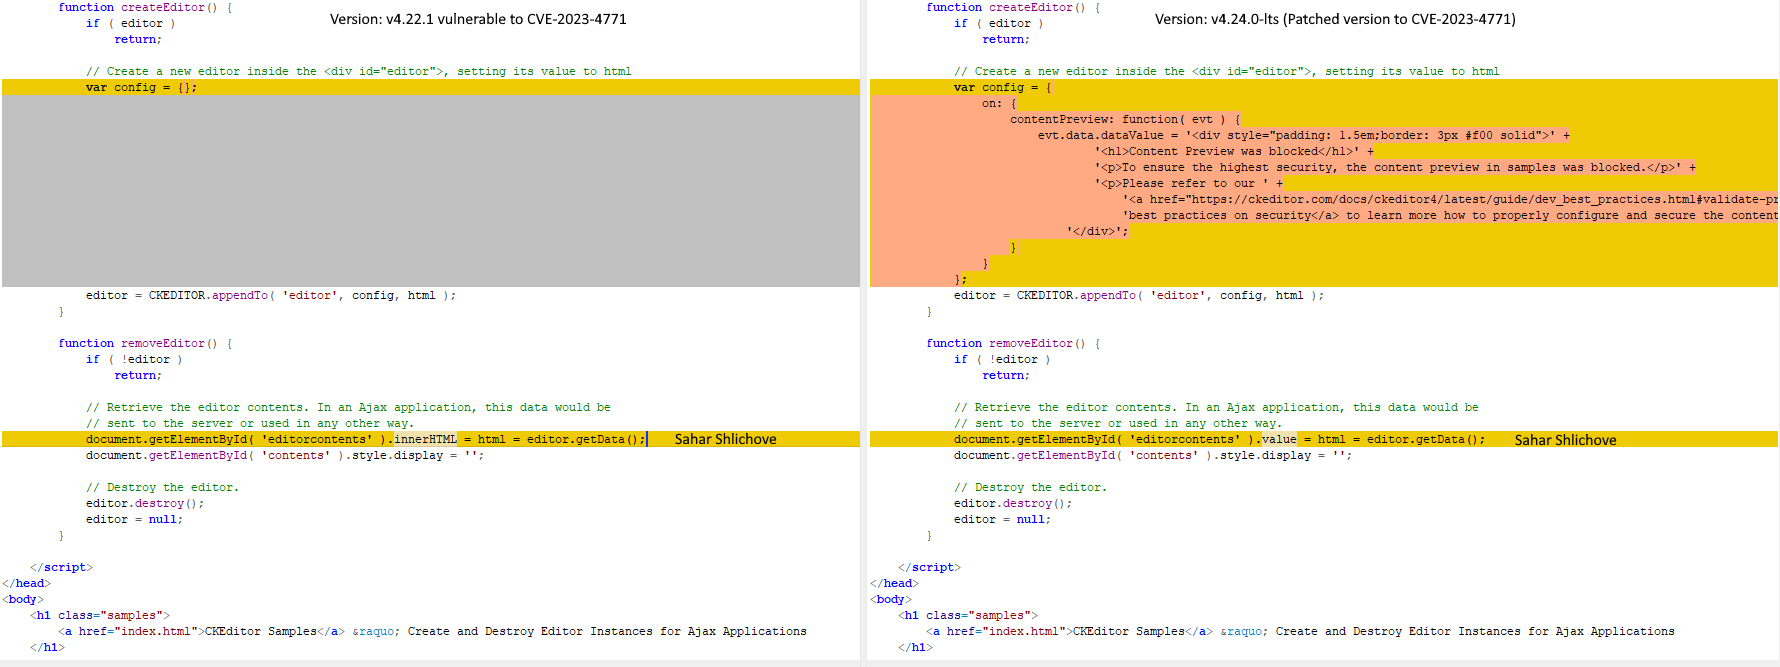 function createEditor() {
Version: v4.22.1 vulnerable to CVE-2023-4771
if ( editor )
return;
// Create a new editor inside the <div id="editor">, setting its value to html
var config = {};
editor = CKEDITOR.appendTo( 'editor', config, html );
}
function removeEditor() {
if ( !editor )
return;
// Retrieve the editor contents. In an Ajax application, this data would be
// sent to the server or used in any other way.
document.getElementById( 'editorcontents' ).innerHTML = html = editor.getData(); Sahar Shlichove
document.getElementById( 'contents' ).style.display = '';
// Destroy the editor.
editor.destroy();
editor = null;
}
</script>
</head>
<body>
<h1 class="samples">
<a href="index.html">CKEditor Samples</a> &raquo; Create and Destroy Editor Instances for Ajax Applications
</h1>
function createEditor() {
Version: v4.24.0-lts (Patched version to CVE-2023-4771)
if ( editor )
return;
// Create a new editor inside the <div id="editor">, setting its value to html
var config = {
on: {
contentPreview: function( evt ) {
evt.data.dataValue = '<div style="padding: 1.5em;border: 3px #f00 solid">' +
'<h1>Content Preview was blocked</h1>' +
'<p>To ensure the highest security, the content preview in samples was blocked.</p>' +
'<p>Please refer to our ' +
'<a href="https://ckeditor.com/docs/ckeditor4/latest/guide/dev_best_practices.html#validate-pr
'best practices on security</a> to learn more how to properly configure and secure the content
'</div>';
}
}
};
editor = CKEDITOR.appendTo( 'editor', config, html );
}
function removeEditor() {
if ( !editor )
return;
// Retrieve the editor contents. In an Ajax application, this data would be
// sent to the server or used in any other way.
document.getElementById( 'editorcontents' ).value = html = editor.getData(); Sahar Shlichove
document.getElementById( 'contents' ).style.display = '';
// Destroy the editor.
editor.destroy();
editor = null;
}
</script>
</head>
<body>
<h1 class="samples">
<a href="index.html">CKEditor Samples</a> &raquo; Create and Destroy Editor Instances for Ajax Applications
</h1>